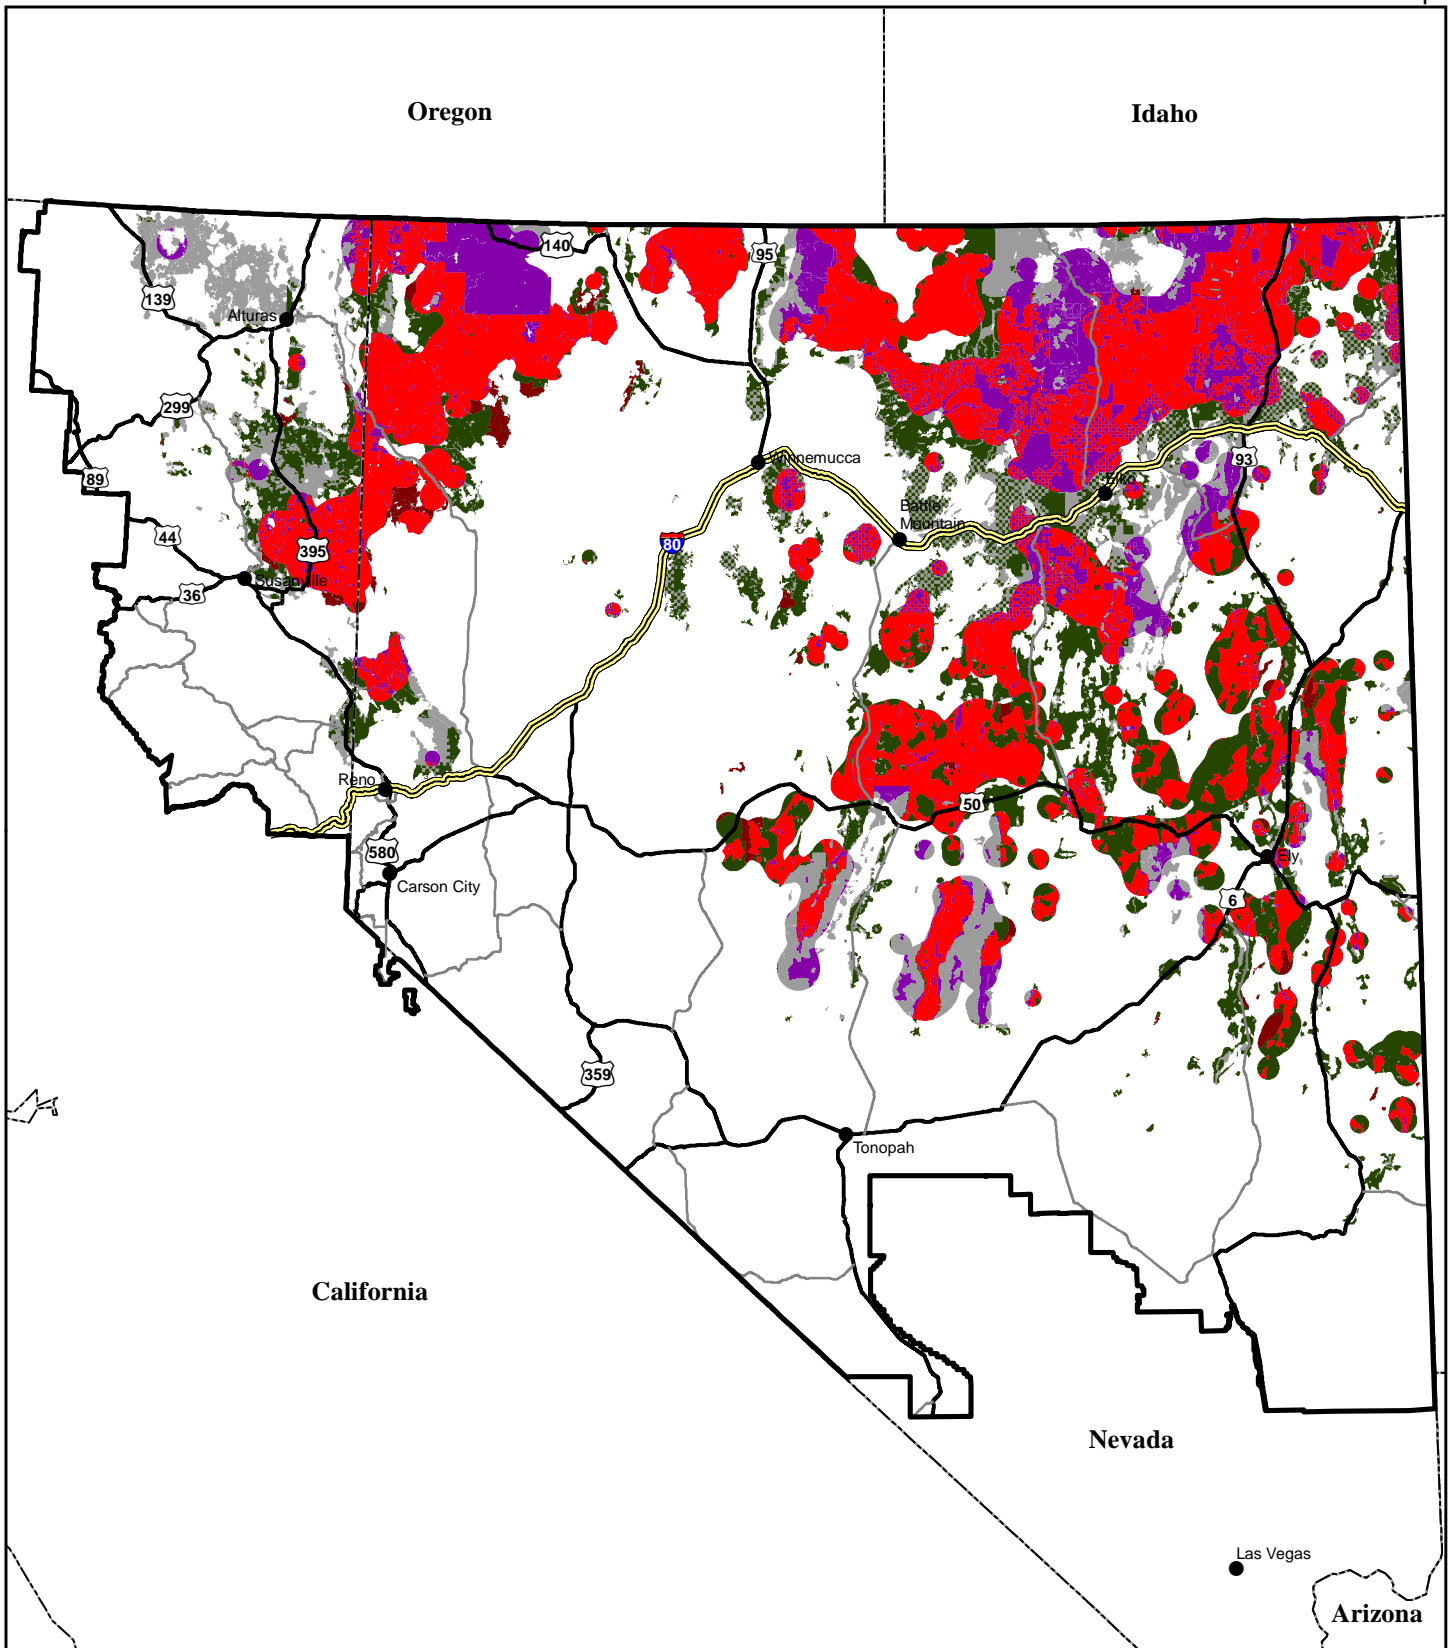 Oregon
Idaho
140
95
139
Alturas
299
Winnemucca
93
89
Elko
Battle
Mountain
44
80
395
Susanville
36
Reno
50
580
Ely
Carson City
6
359
Tonopah
California
Nevada
Las Vegas
Arizona